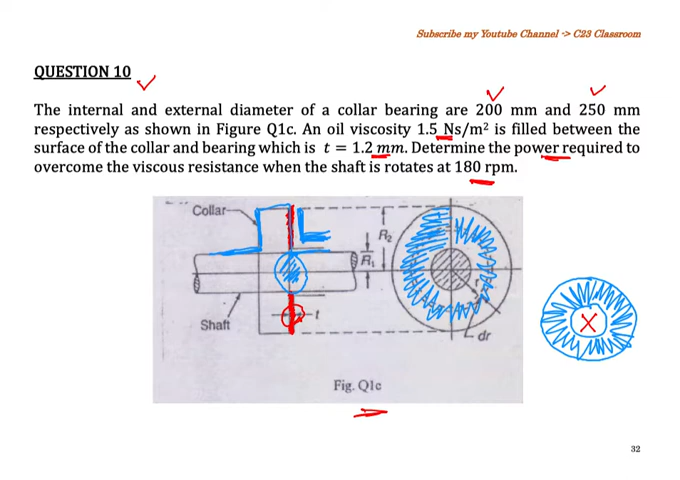 Subscribe my Youtube Channel -> C23 Classroom
QUESTION 10
The internal and external diameter of a collar bearing are 200 mm and 250 mm
respectively as shown in Figure Q1c. An oil viscosity 1.5 Ns/m² is filled between the
surface of the collar and bearing which is t = 1.2 mm. Determine the power required to
overcome the viscous resistance when the shaft is rotates at 180 rpm.
Collar
R₂
R₁
r
t
Shaft
dr
Fig. Q1c
32